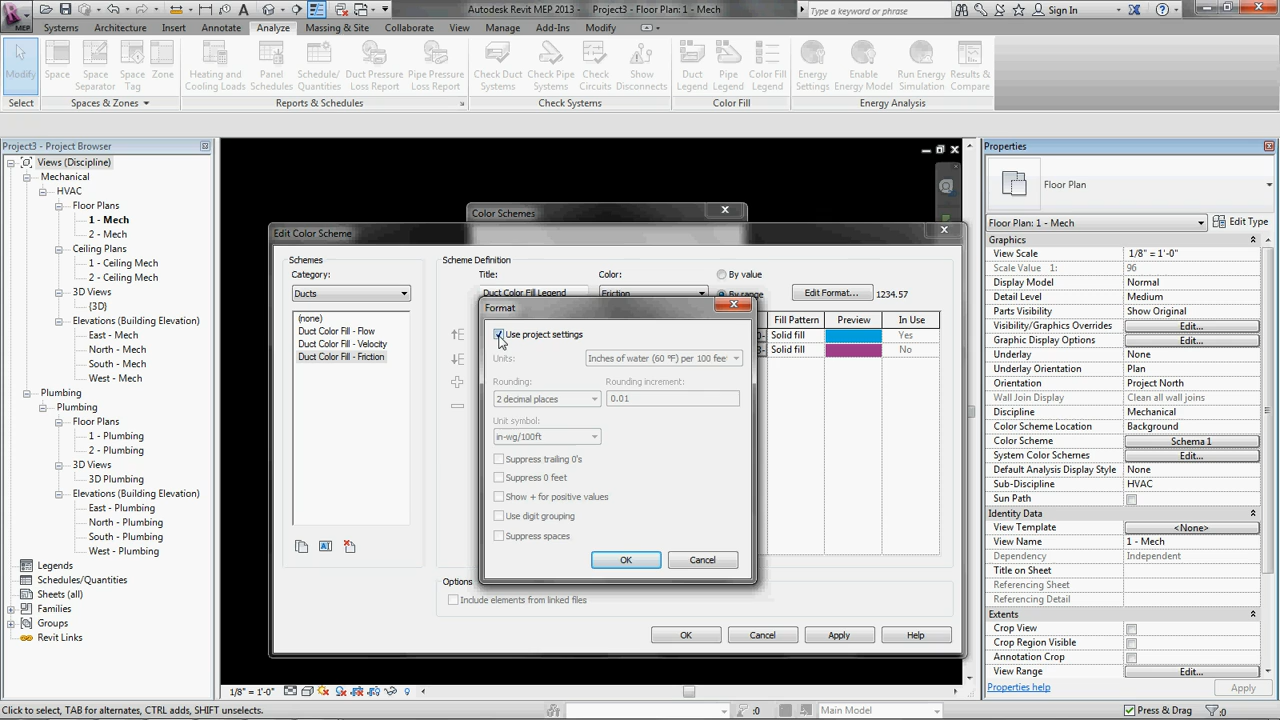 Autodesk Revit MEP 2013 - Project3 - Floor Plan: 1 - Mech
Type a keyword or phrase
Sign In
MEP
Systems
Architecture
Insert
Annotate
Analyze
Massing & Site
Collaborate
View
Manage
Add-Ins
Modify
Modify
Space
Space Separator
Space Tag
Zone
Heating and Cooling Loads
Panel Schedules
Schedule/ Quantities
Duct Pressure Loss Report
Pipe Pressure Loss Report
Check Duct Systems
Check Pipe Systems
Check Circuits
Show Disconnects
Duct Legend
Pipe Legend
Color Fill Legend
Energy Settings
Enable Energy Model
Run Energy Simulation
Results & Compare
Select
Spaces & Zones
Reports & Schedules
Check Systems
Color Fill
Energy Analysis
Project3 - Project Browser
Views (Discipline)
Mechanical
HVAC
Floor Plans
1 - Mech
2 - Mech
Ceiling Plans
1 - Ceiling Mech
2 - Ceiling Mech
3D Views
{3D}
Elevations (Building Elevation)
East - Mech
North - Mech
South - Mech
West - Mech
Plumbing
Plumbing
Floor Plans
1 - Plumbing
2 - Plumbing
3D Views
3D Plumbing
Elevations (Building Elevation)
East - Plumbing
North - Plumbing
South - Plumbing
West - Plumbing
Legends
Schedules/Quantities
Sheets (all)
Families
Groups
Revit Links
Color Schemes
Edit Color Scheme
Schemes
Category:
Ducts
(none)
Duct Color Fill - Flow
Duct Color Fill - Velocity
Duct Color Fill - Friction
Scheme Definition
Title:
Duct Color Fill Legend
Color:
Friction
By value
By range
Edit Format...
1234.57
Fill Pattern
Preview
In Use
Solid fill
Yes
Solid fill
No
Options
Include elements from linked files
OK
Cancel
Apply
Help
Format
Use project settings
Units:
Inches of water (60 °F) per 100 fee
Rounding:
Rounding increment:
2 decimal places
0.01
Unit symbol:
in-wg/100ft
Suppress trailing 0's
Suppress 0 feet
Show + for positive values
Use digit grouping
Suppress spaces
OK
Cancel
Properties
Floor Plan
Floor Plan: 1 - Mech
Edit Type
Graphics
View Scale 1/8" = 1'-0"
Scale Value 1: 96
Display Model Normal
Detail Level Medium
Parts Visibility Show Original
Visibility/Graphics Overrides Edit...
Graphic Display Options Edit...
Underlay None
Underlay Orientation Plan
Orientation Project North
Wall Join Display Clean all wall joins
Discipline Mechanical
Color Scheme Location Background
Color Scheme Schema 1
System Color Schemes Edit...
Default Analysis Display Style None
Sub-Discipline HVAC
Sun Path
Identity Data
View Template <None>
View Name 1 - Mech
Dependency Independent
Title on Sheet
Referencing Sheet
Referencing Detail
Extents
Crop View
Crop Region Visible
Annotation Crop
View Range Edit...
Properties help
Apply
1/8" = 1'-0"
Click to select, TAB for alternates, CTRL adds, SHIFT unselects.
:0
Main Model
Press & Drag
:0